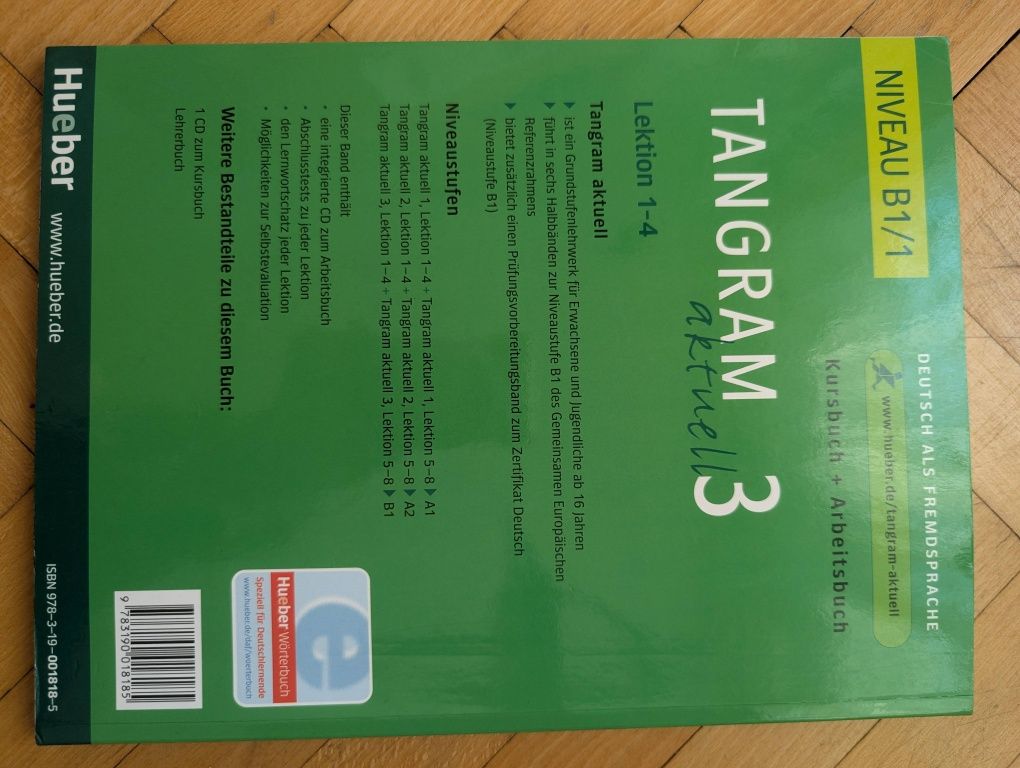 DEUTSCH ALS FREMDSPRACHE
NIVEAU B1/1
www.hueber.de/tangram-aktuell
Kursbuch + Arbeitsbuch
TANGRAM 3
aktuell
Lektion 1–4
Tangram aktuell
ist ein Grundstufenlehrwerk für Erwachsene und Jugendliche ab 16 Jahren
führt in sechs Halbbänden zur Niveaustufe B1 des Gemeinsamen Europäischen
Referenzrahmens
bietet zusätzlich einen Prüfungsvorbereitungsband zum Zertifikat Deutsch
(Niveaustufe B1)
Niveaustufen
Tangram aktuell 1, Lektion 1–4 + Tangram aktuell 1, Lektion 5–8 A1
Tangram aktuell 2, Lektion 1–4 + Tangram aktuell 2, Lektion 5–8 A2
Tangram aktuell 3, Lektion 1–4 + Tangram aktuell 3, Lektion 5–8 B1
Dieser Band enthält
• eine integrierte CD zum Arbeitsbuch
• Abschlusstests zu jeder Lektion
• den Lernwortschatz jeder Lektion
• Möglichkeiten zur Selbstevaluation
Weitere Bestandteile zu diesem Buch:
1 CD zum Kursbuch
Lehrerbuch
e
Hueber Wörterbuch
Speziell für Deutschlernende
www.hueber.de/daf/woerterbuch
9 783190 018185
Hueber www.hueber.de
ISBN 978-3-19-001818-5